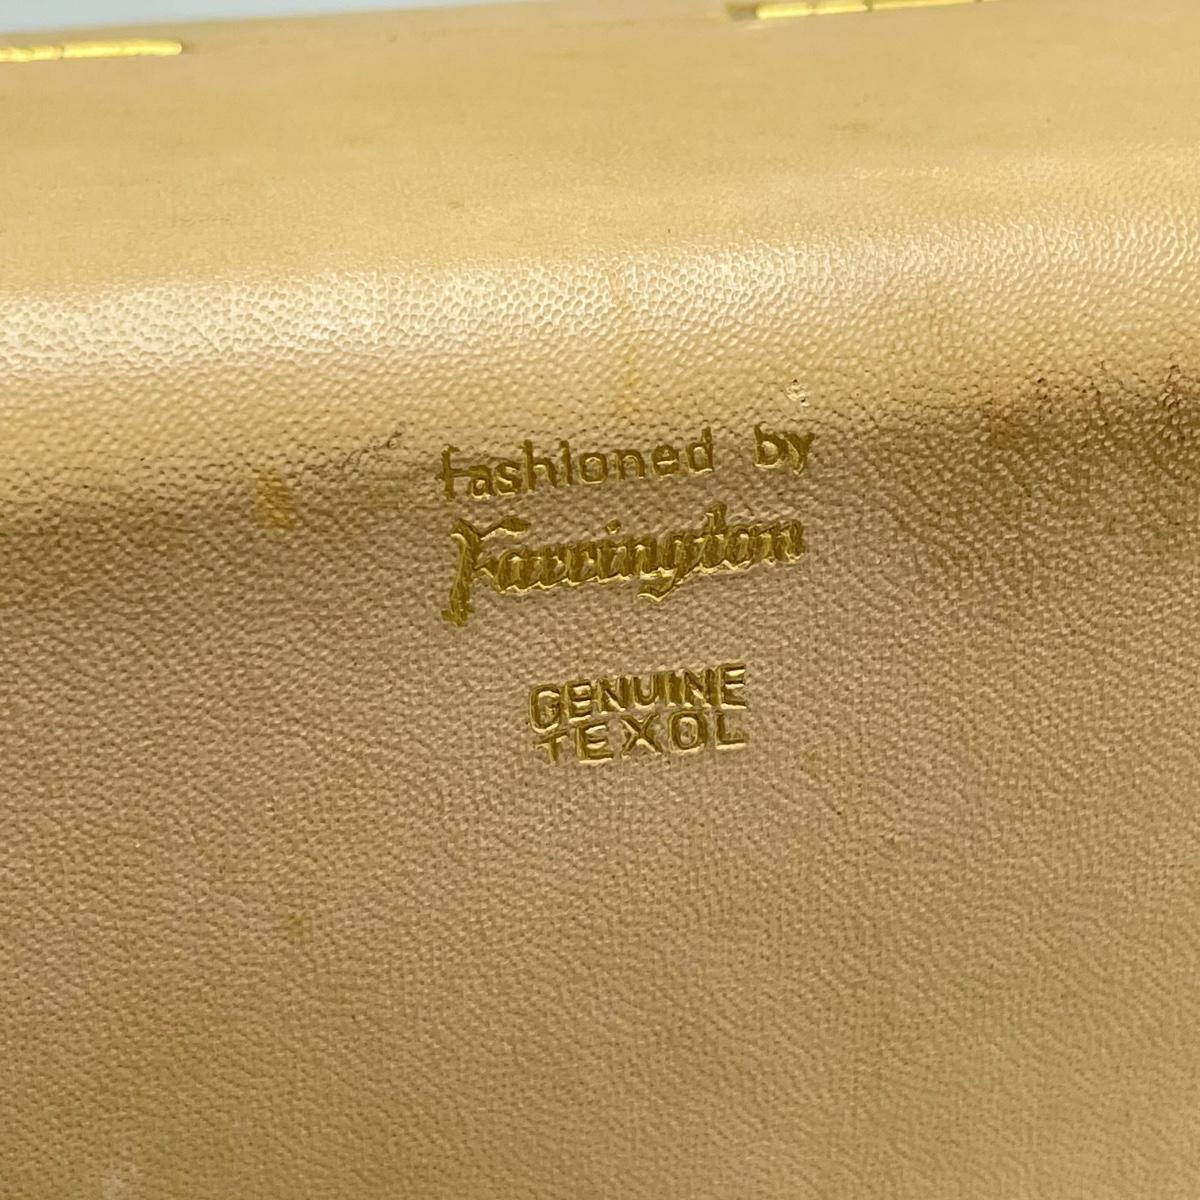 fashioned by
Farrington
GENUINE
TEXOL